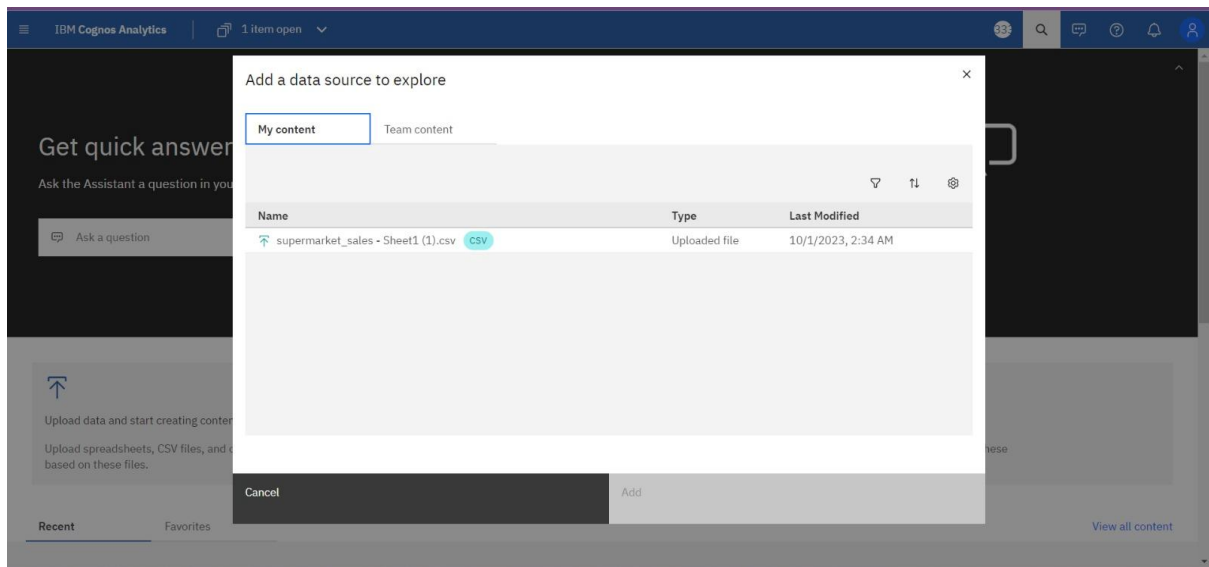 IBM Cognos Analytics
1 item open
Add a data source to explore
My content
Team content
Get quick answer
Ask the Assistant a question in you
Ask a question
Name
Type
Last Modified
supermarket_sales - Sheet1 (1).csv
CSV
Uploaded file
10/1/2023, 2:34 AM
Upload data and start creating conten
Upload spreadsheets, CSV files, and
hese
based on these files.
Cancel
Add
Recent
Favorites
View all content